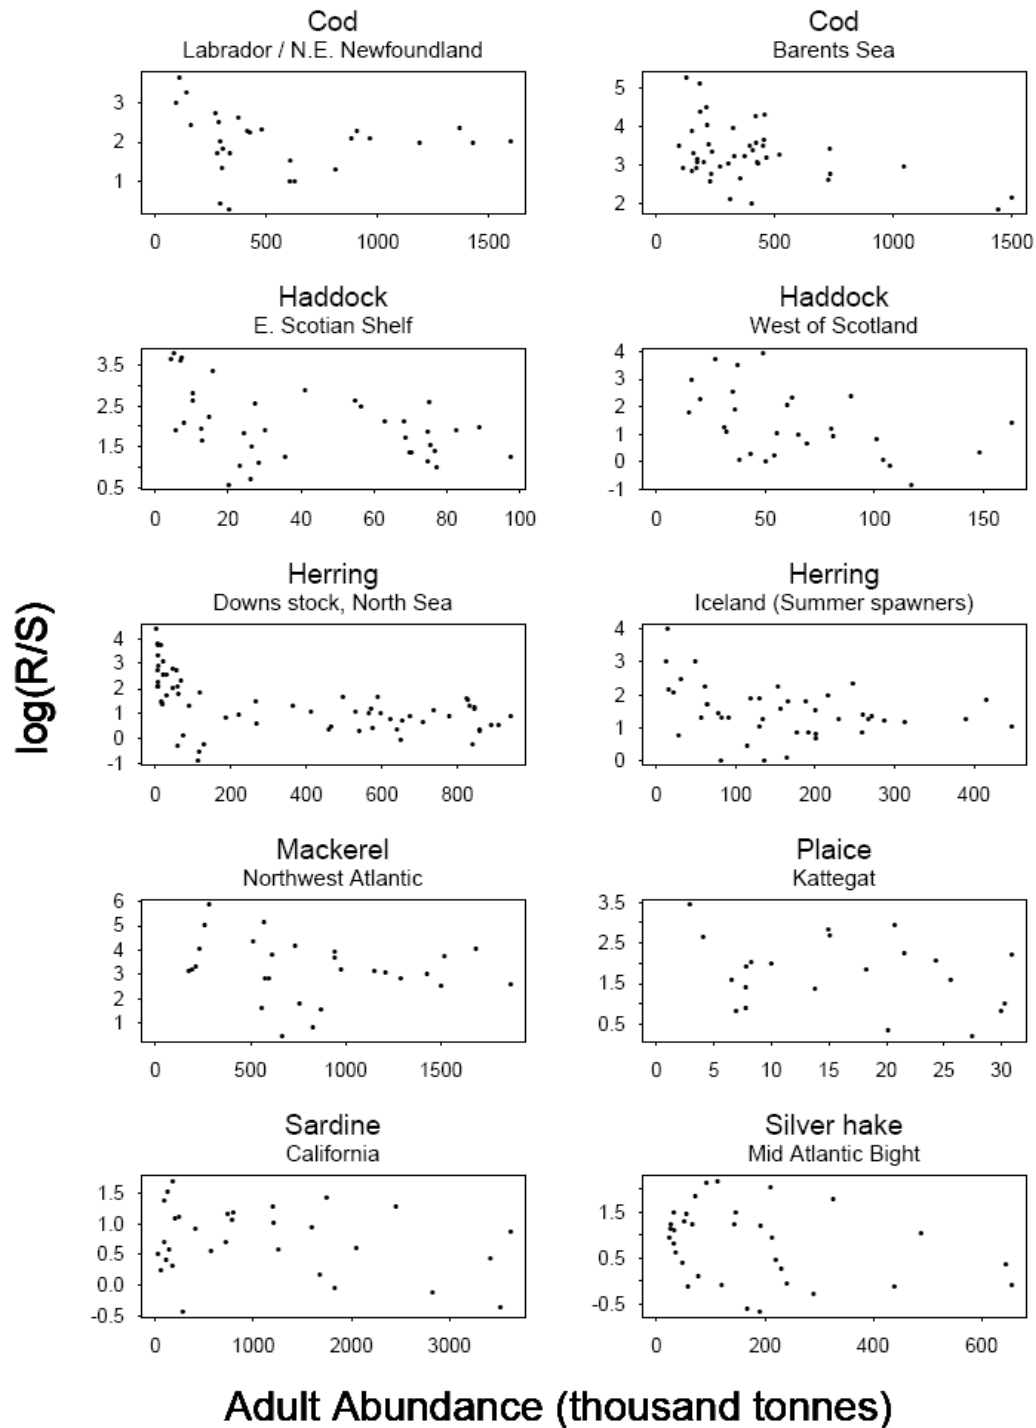 Cod
Labrador / N.E. Newfoundland
3
2
1
0 500 1000 1500
Cod
Barents Sea
5
4
3
2
0 500 1000 1500
Haddock
E. Scotian Shelf
3.5
2.5
1.5
0.5
0 20 40 60 80 100
Haddock
West of Scotland
4
3
2
1
0
-1
0 50 100 150
log(R/S)
Herring
Downs stock, North Sea
4
3
2
1
0
-1
0 200 400 600 800
Herring
Iceland (Summer spawners)
4
3
2
1
0
0 100 200 300 400
Mackerel
Northwest Atlantic
6
5
4
3
2
1
0 500 1000 1500
Plaice
Kattegat
3.5
2.5
1.5
0.5
0 5 10 15 20 25 30
Sardine
California
1.5
1.0
0.5
0.0
-0.5
0 1000 2000 3000
Silver hake
Mid Atlantic Bight
1.5
0.5
-0.5
0 200 400 600
Adult Abundance (thousand tonnes)